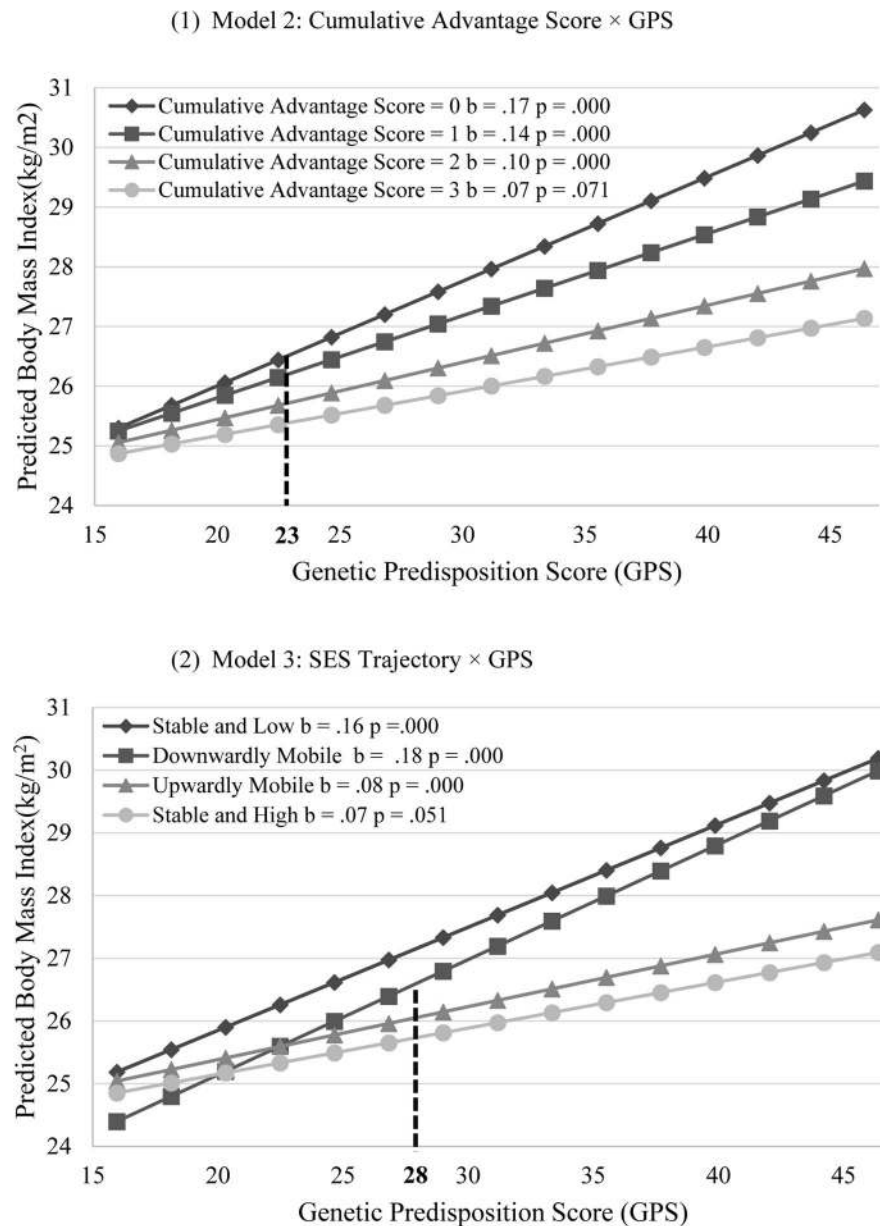 (1) Model 2: Cumulative Advantage Score × GPS
31
30
29
28
27
26
25
24
Predicted Body Mass Index(kg/m2)
Cumulative Advantage Score = 0 b = .17 p = .000
Cumulative Advantage Score = 1 b = .14 p = .000
Cumulative Advantage Score = 2 b = .10 p = .000
Cumulative Advantage Score = 3 b = .07 p = .071
15 20 23 25 30 35 40 45
Genetic Predisposition Score (GPS)
(2) Model 3: SES Trajectory × GPS
31
30
29
28
27
26
25
24
Predicted Body Mass Index(kg/m²)
Stable and Low b = .16 p =.000
Downwardly Mobile b = .18 p = .000
Upwardly Mobile b = .08 p = .000
Stable and High b = .07 p = .051
15 20 25 28 30 35 40 45
Genetic Predisposition Score (GPS)